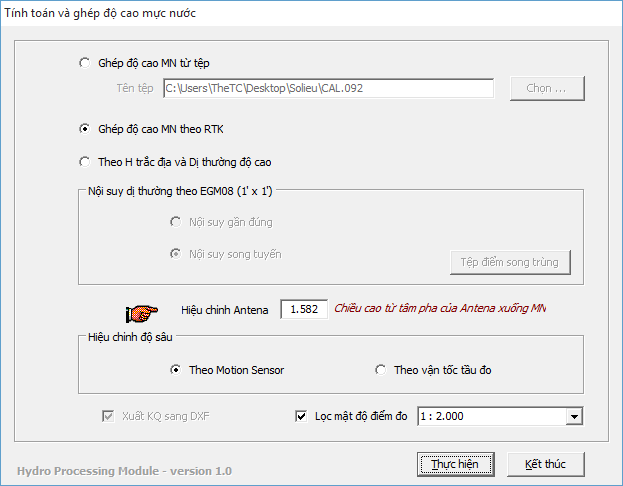 Tính toán và ghép độ cao mực nước
Ghép độ cao MN từ tệp
Tên tệp C:\Users\TheTC\Desktop\Solieu\CAL.092 Chọn ...
Ghép độ cao MN theo RTK
Theo H trắc địa và Dị thường độ cao
Nội suy dị thường theo EGM08 (1' x 1')
Nội suy gần đúng
Nội suy song tuyến
Tệp điểm song trùng
Hiệu chỉnh Antena 1.582 Chiều cao từ tâm pha của Antena xuống MN
Hiệu chỉnh độ sâu
Theo Motion Sensor Theo vận tốc tầu đo
Xuất KQ sang DXF Lọc mật độ điểm đo 1 : 2.000
Hydro Processing Module - version 1.0 Thực hiện Kết thúc